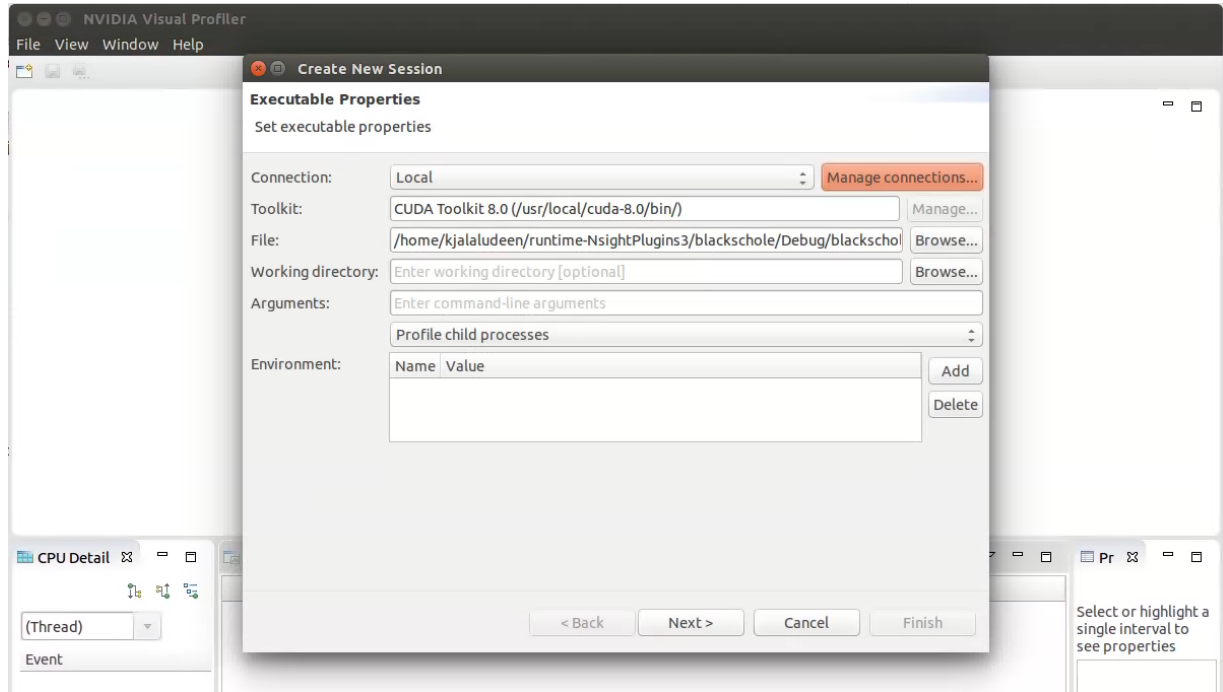 NVIDIA Visual Profiler
File View Window Help
Create New Session
Executable Properties
Set executable properties
Connection: Local Manage connections...
Toolkit: CUDA Toolkit 8.0 (/usr/local/cuda-8.0/bin/) Manage...
File: /home/kjalaludeen/runtime-NsightPlugins3/blackschole/Debug/blackschol Browse...
Working directory: Enter working directory [optional] Browse...
Arguments: Enter command-line arguments
Profile child processes
Environment: Name Value Add
Delete
CPU Detail Pr
(Thread)
Event
< Back Next > Cancel Finish
Select or highlight a
single interval to
see properties